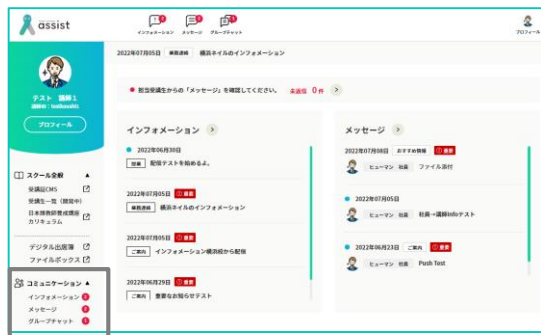 assist
インフォメーション
メッセージ
グループチャット
プロフィール
2022年07月05日 業務連絡 横浜ネイルのインフォメーション
担当受講生からの「メッセージ」を確認してください。 未返信 0 件
テスト 講師1
プロフィール
スクール全般
受講証CMS
受講生一覧（開発中）
日本語教師養成講座
カリキュラム
デジタル出席簿
ファイルボックス
コミュニケーション
インフォメーション 3
メッセージ 2
グループチャット 1
インフォメーション
2022年06月30日
配信テストを始めるよ。
2022年07月05日 重要
業務連絡 横浜ネイルのインフォメーション
2022年07月05日 重要
ご案内 インフォメーション横浜校から配信
2022年06月29日 重要
ご案内 重要なお知らせテスト
メッセージ
2022年07月08日 おすすめ情報 重要
ヒューマン 社員 ファイル添付
2022年07月05日
ヒューマン 社員 社員→講師Infoテスト
2022年06月23日 ご案内 重要
ヒューマン 社員 Push Test